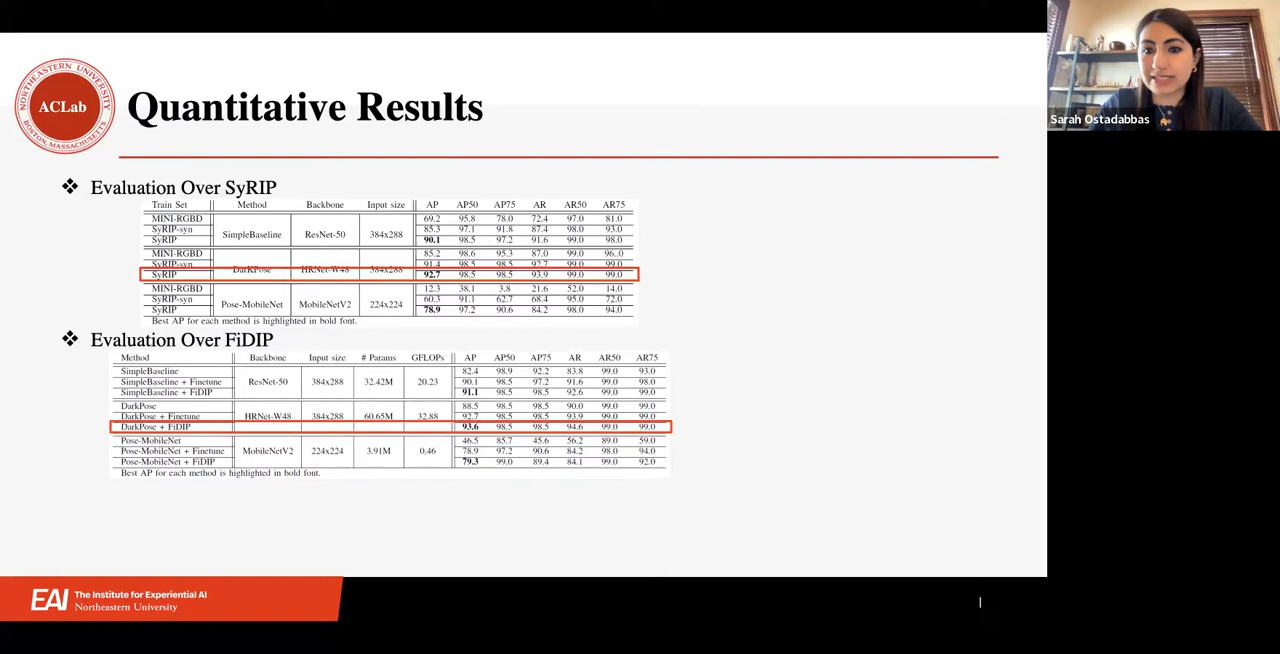 NORTHEASTERN UNIVERSITY
ACLab
BOSTON, MASSACHUSETTS
Quantitative Results
Sarah Ostadabbas
❖ Evaluation Over SyRIP
Train Set Method Backbone Input size AP AP50 AP75 AR AR50 AR75
MINI-RGBD 69.2 95.8 78.0 72.4 97.0 81.0
SyRIP-syn SimpleBaseline ResNet-50 384x288 85.3 97.1 91.8 87.4 98.0 93.0
SyRIP 90.1 98.5 97.2 91.6 99.0 98.0
MINI-RGBD 85.2 98.6 95.3 87.0 99.0 96..0
SyRIP-syn DarkPose HRNet-W48 384x288 91.4 98.5 98.5 92.7 99.0 99.0
SyRIP 92.7 98.5 98.5 93.9 99.0 99.0
MINI-RGBD 12.3 38.1 3.8 21.6 52.0 14.0
SyRIP-syn Pose-MobileNet MobileNetV2 224x224 60.3 91.1 62.7 68.4 95.0 72.0
SyRIP 78.9 97.2 90.6 84.2 98.0 94.0
Best AP for each method is highlighted in bold font.
❖ Evaluation Over FiDIP
Method Backbone Input size # Params GFLOPs AP AP50 AP75 AR AR50 AR75
SimpleBaseline 82.4 98.9 92.2 83.8 99.0 93.0
SimpleBaseline + Finetune ResNet-50 384x288 32.42M 20.23 90.1 98.5 97.2 91.6 99.0 98.0
SimpleBaseline + FiDIP 91.1 98.5 98.5 92.6 99.0 99.0
DarkPose 88.5 98.5 98.5 90.0 99.0 99.0
DarkPose + Finetune HRNet-W48 384x288 60.65M 32.88 92.7 98.5 98.5 93.9 99.0 99.0
DarkPose + FiDIP 93.6 98.5 98.5 94.6 99.0 99.0
Pose-MobileNet 46.5 85.7 45.6 56.2 89.0 59.0
Pose-MobileNet + Finetune MobileNetV2 224x224 3.91M 0.46 78.9 97.2 90.6 84.2 98.0 94.0
Pose-MobileNet + FiDIP 79.3 99.0 89.4 84.1 99.0 92.0
Best AP for each method is highlighted in bold font.
EAI The Institute for Experiential AI
Northeastern University